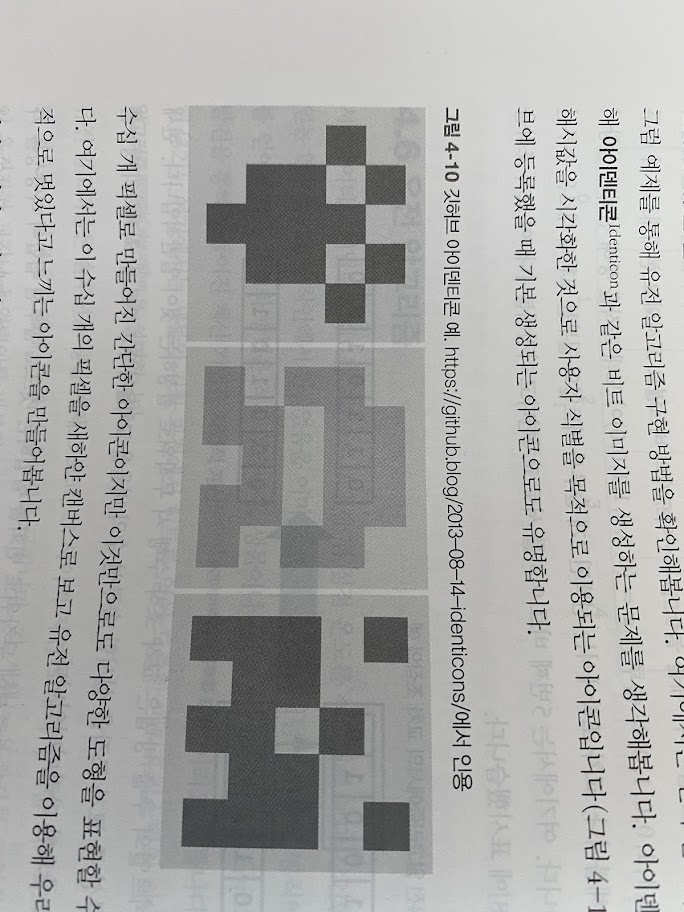 그림 예제를 통해 유전 알고리즘 구현 방법을 확인해봅니다. 여기에서는
해 아이덴티콘Identicon과 같은 비트 이미지를 생성하는 문제를 생각해봅니다. 아이덴
해시값을 시각화한 것으로 사용자 식별을 목적으로 이용되는 아이콘입니다(그림 4-1
브에 등록했을 때 기본 생성되는 아이콘으로도 유명합니다.
그림 4-10 깃허브 아이덴티콘 예. https://github.blog/2013-08-14-identicons/에서 인용
수십 개 픽셀로 만들어진 간단한 아이콘이지만 이것만으로도 다양한 도형을 표현할 수
다. 여기에서는 이 수십 개의 픽셀을 새하얀 캔버스로 보고 유전 알고리즘을 이용해 우리
적으로 멋있다고 느끼는 아이콘을 만들어봅니다.